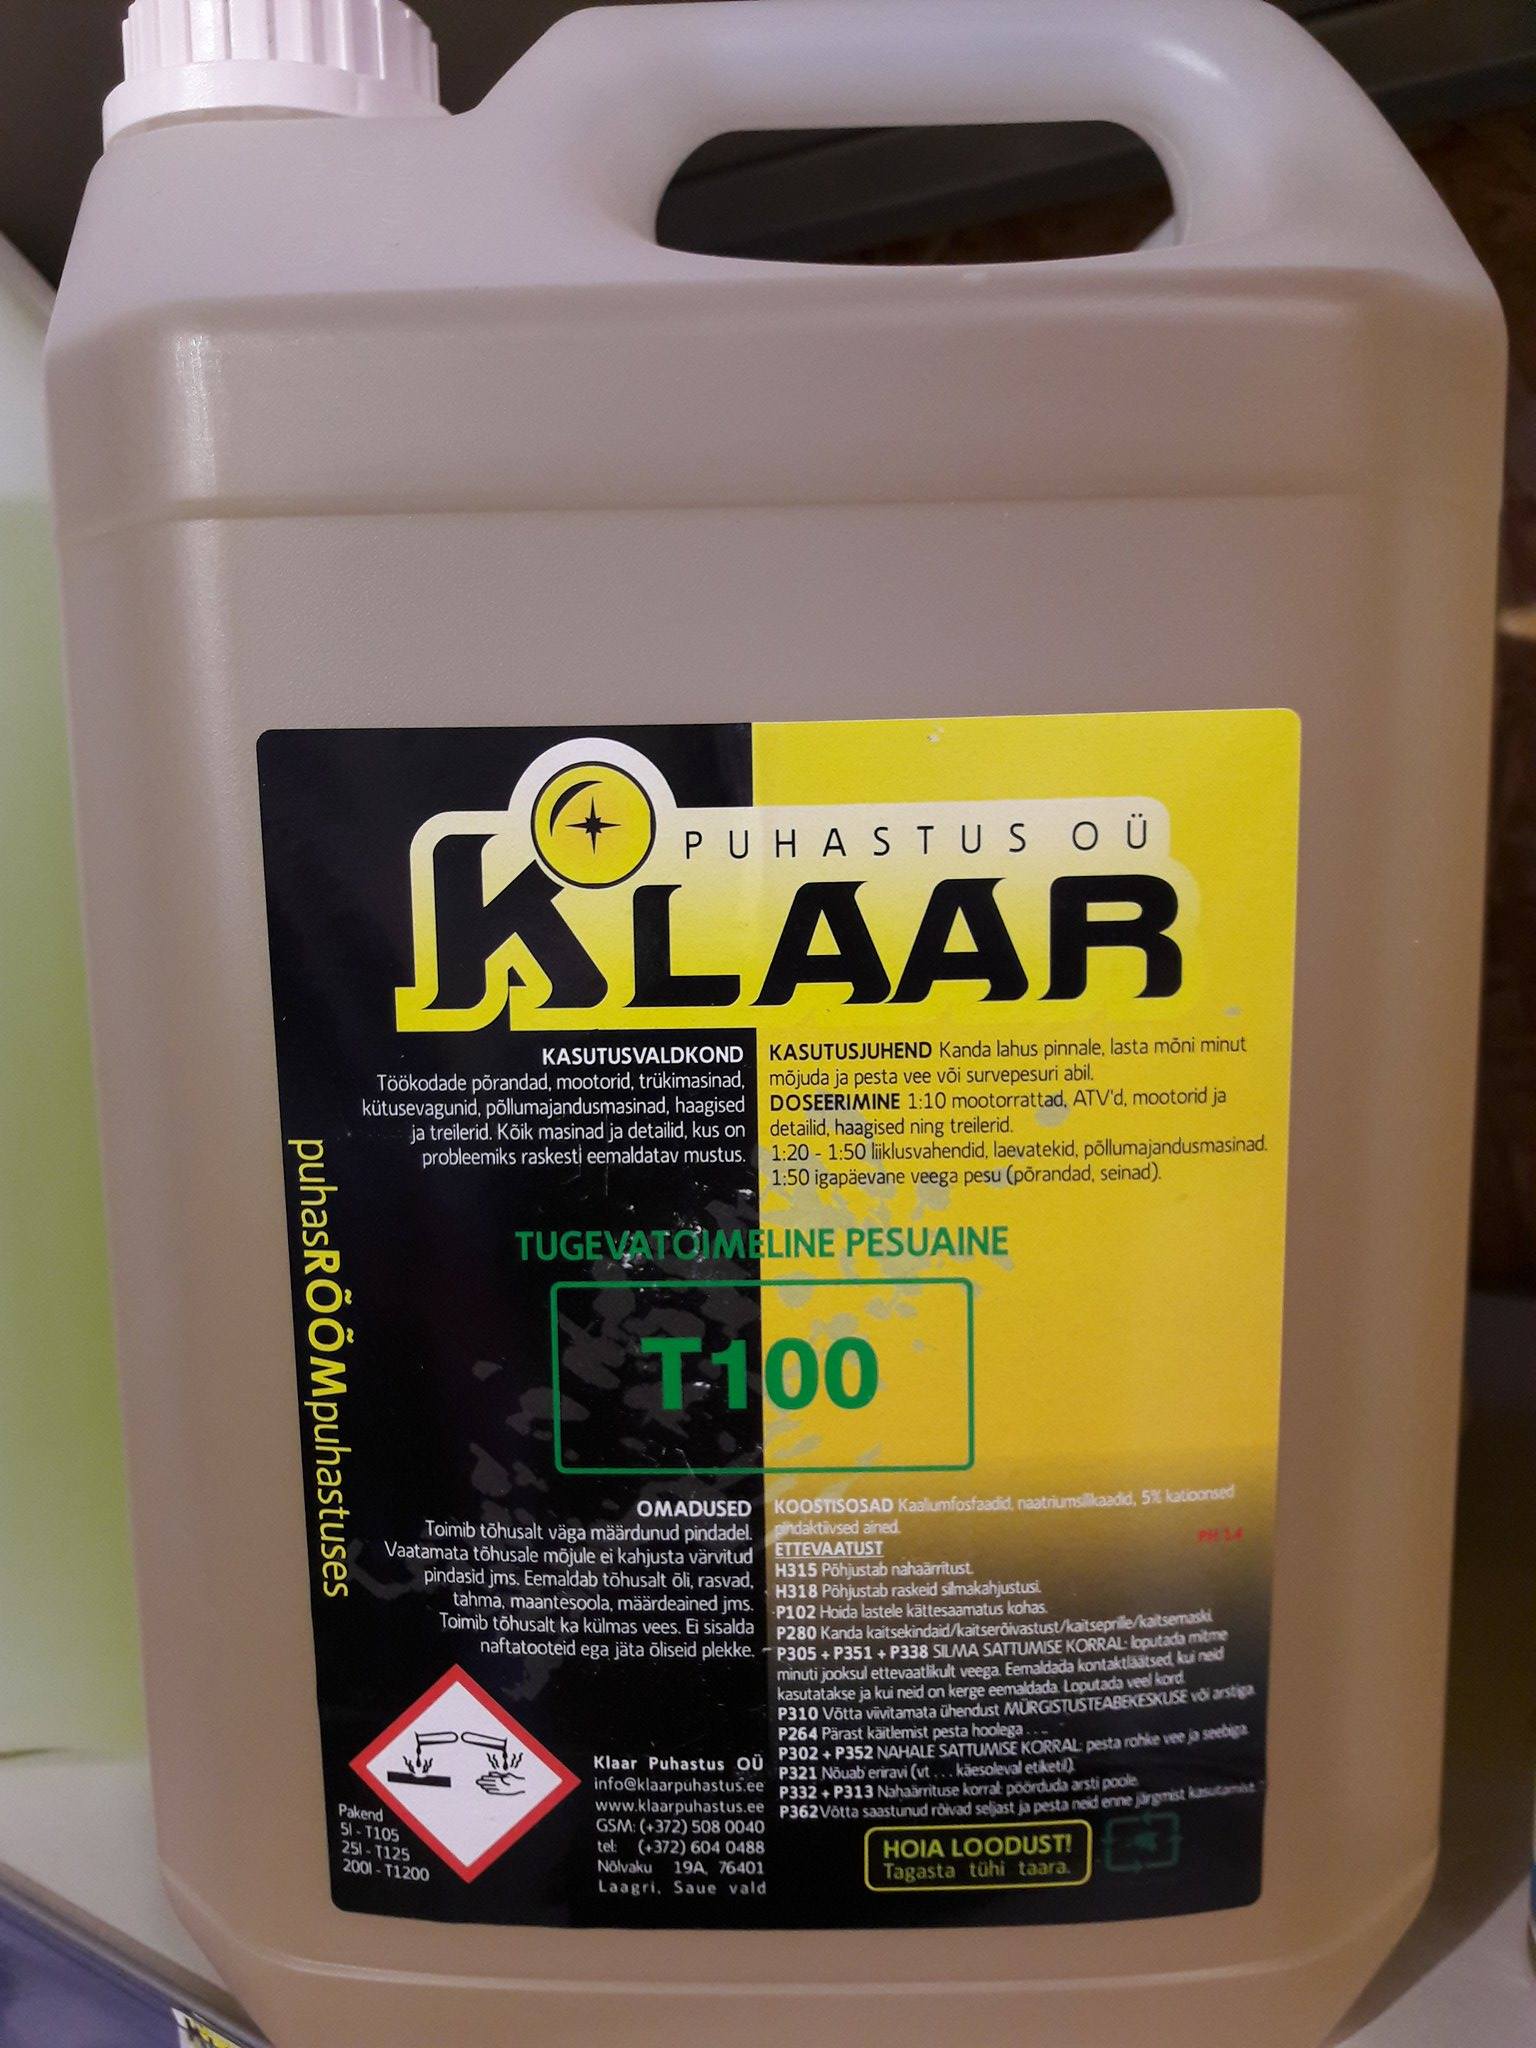 PUHASTUS OÜ
KLAAR
KASUTUSVALDKOND
Töökodade põrandad, mootorid, trükimasinad,
kütusevagunid, põllumajandusmasinad, haagised
ja treilerid. Kõik masinad ja detailid, kus on
probleemiks raskesti eemaldatav mustus.
KASUTUSJUHEND Kanda lahus pinnale, lasta mõni minut
mõjuda ja pesta vee või survepesuri abil.
DOSEERIMINE 1:10 mootorrattad, ATV'd, mootorid ja
detailid, haagised ning treilerid.
1:20 - 1:50 liiklusvahendid, laevatekid, põllumajandusmasinad.
1:50 igapäevane veega pesu (põrandad, seinad).
puhasRÕÕMpuhastuses
TUGEVATOIMELINE PESUAINE
T100
OMADUSED
Toimib tõhusalt väga määrdunud pindadel.
Vaatamata tõhusale mõjule ei kahjusta värvitud
pindasid jms. Eemaldab tõhusalt õli, rasvad,
tahma, maantesoola, määrdeained jms.
Toimib tõhusalt ka külmas vees. Ei sisalda
naftatooteid ega jäta õliseid plekke.
KOOSTISOSAD Kaaliumfosfaadid, naatriumsilikaadid, 5% katioonsed
pindaktiivsed ained.
PH 14
ETTEVAATUST
H315 Põhjustab nahaärritust.
H318 Põhjustab raskeid silmakahjustusi.
P102 Hoida lastele kättesaamatus kohas.
P280 Kanda kaitsekindaid/kaitserõivastust/kaitseprille/kaitsemaski
P305 + P351 + P338 SILMA SATTUMISE KORRAL: loputada mitme
minuti jooksul ettevaatlikult veega. Eemaldada kontaktläätsed, kui neid
kasutatakse ja kui neid on kerge eemaldada. Loputada veel kord.
P310 Võtta viivitamata ühendust MÜRGISTUSTEABEKESKUSE või arstiga
P264 Pärast käitlemist pesta hoolega ....
P302 + P352 NAHALE SATTUMISE KORRAL: pesta rohke vee ja seebiga.
P321 Nõuab eriravi (vt ... käesoleval etiketil).
P332 + P313 Nahaärrituse korral: pöörduda arsti poole.
P362 Võtta saastunud rõivad seljast ja pesta neid enne järgmist kasutamist
Pakend
5l - T105
25l - T125
200l - T1200
Klaar Puhastus OÜ
info@klaarpuhastus.ee
www.klaarpuhastus.ee
GSM: (+372) 508 0040
tel: (+372) 604 0488
Nõlvaku 19A, 76401
Laagri, Saue vald
HOIA LOODUST!
Tagasta tühi taara.